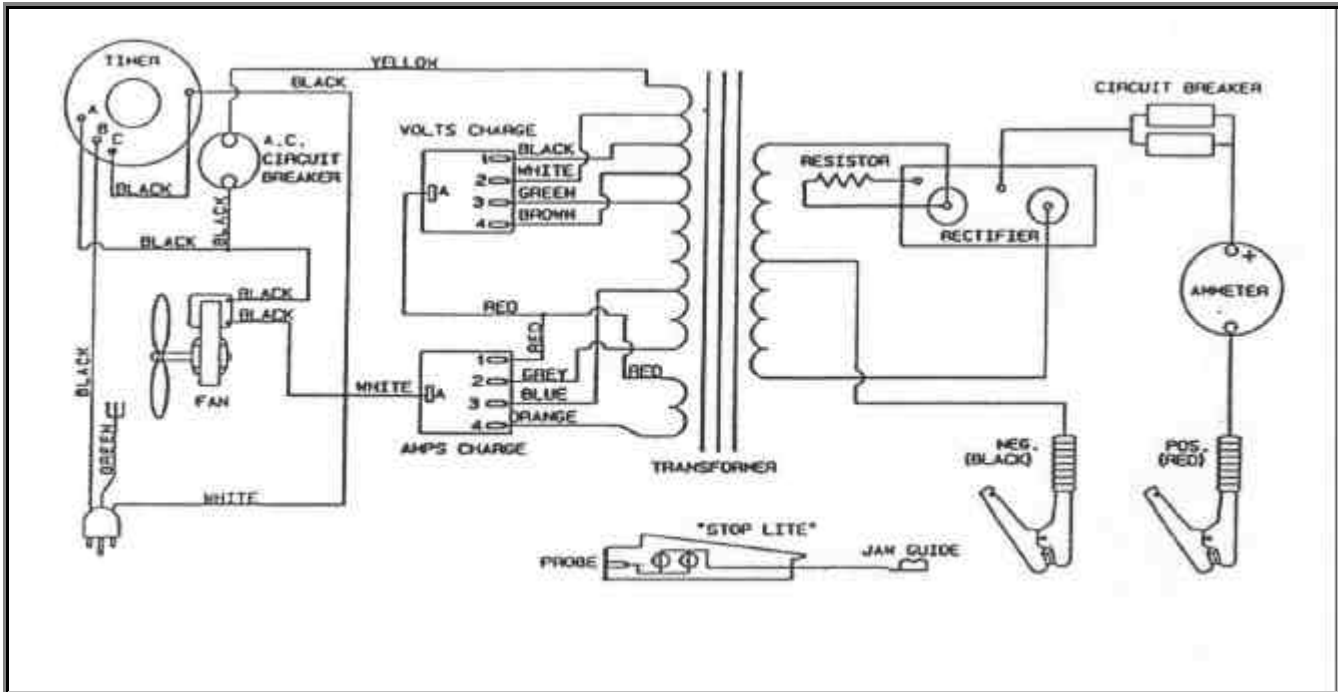 TIMER
A
B
C
BLACK
YELLOW
BLACK
A.C.
CIRCUIT
BREAKER
BLACK
BLACK
BLACK
BLACK
FAN
BLACK
GREEN
WHITE
VOLTS CHARGE
A
1 BLACK
2 WHITE
3 GREEN
4 BROWN
RED
RED
RED
WHITE
A
1
2 GREY
3 BLUE
4 ORANGE
AMPS CHARGE
TRANSFORMER
RESISTOR
RECTIFIER
CIRCUIT BREAKER
+
AMMETER
-
NEG.
(BLACK)
POS.
(RED)
"STOP LITE"
PROBE
JAW GUIDE